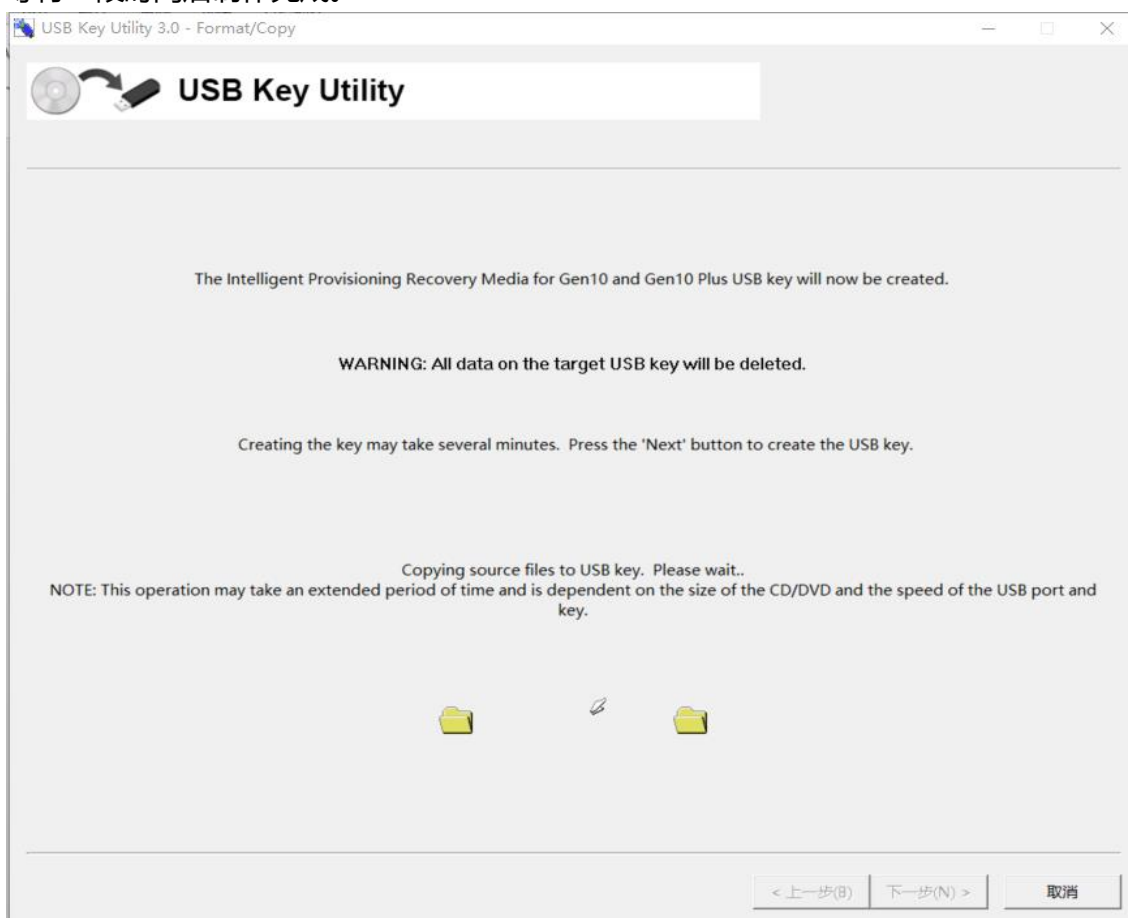 USB Key Utility 3.0 - Format/Copy
USB Key Utility
The Intelligent Provisioning Recovery Media for Gen10 and Gen10 Plus USB key will now be created.
WARNING: All data on the target USB key will be deleted.
Creating the key may take several minutes.  Press the 'Next' button to create the USB key.
Copying source files to USB key.  Please wait..
NOTE: This operation may take an extended period of time and is dependent on the size of the CD/DVD and the speed of the USB port and
key.
< 上一步(B)
下一步(N) >
取消